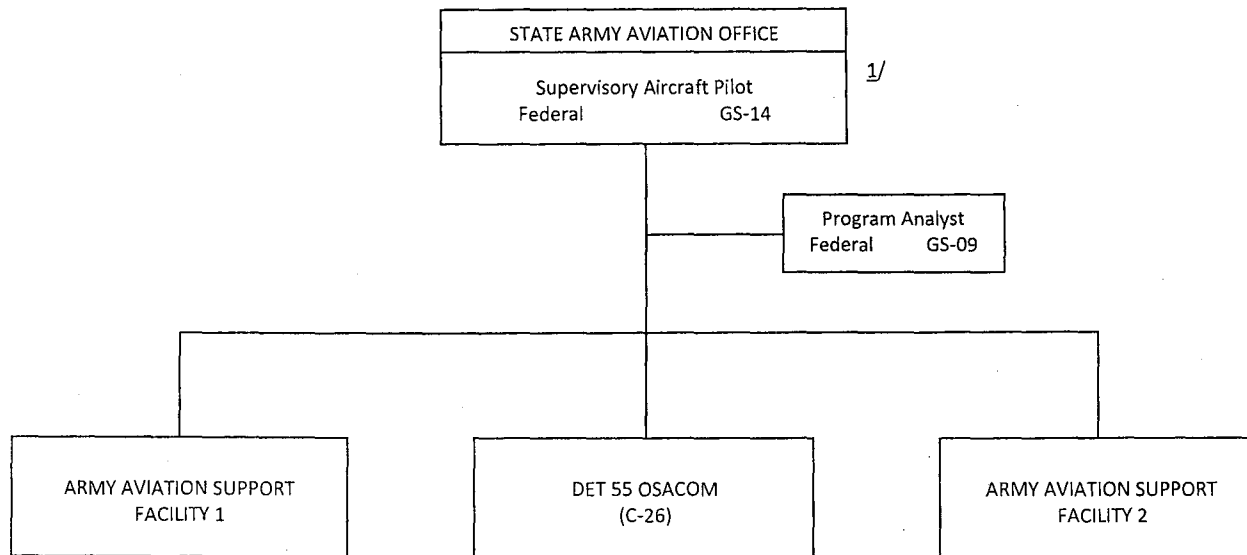 STATE ARMY AVIATION OFFICE
Supervisory Aircraft Pilot
Federal GS-14
1/
Program Analyst
Federal GS-09
ARMY AVIATION SUPPORT
FACILITY 1
DET 55 OSACOM
(C-26)
ARMY AVIATION SUPPORT
FACILITY 2